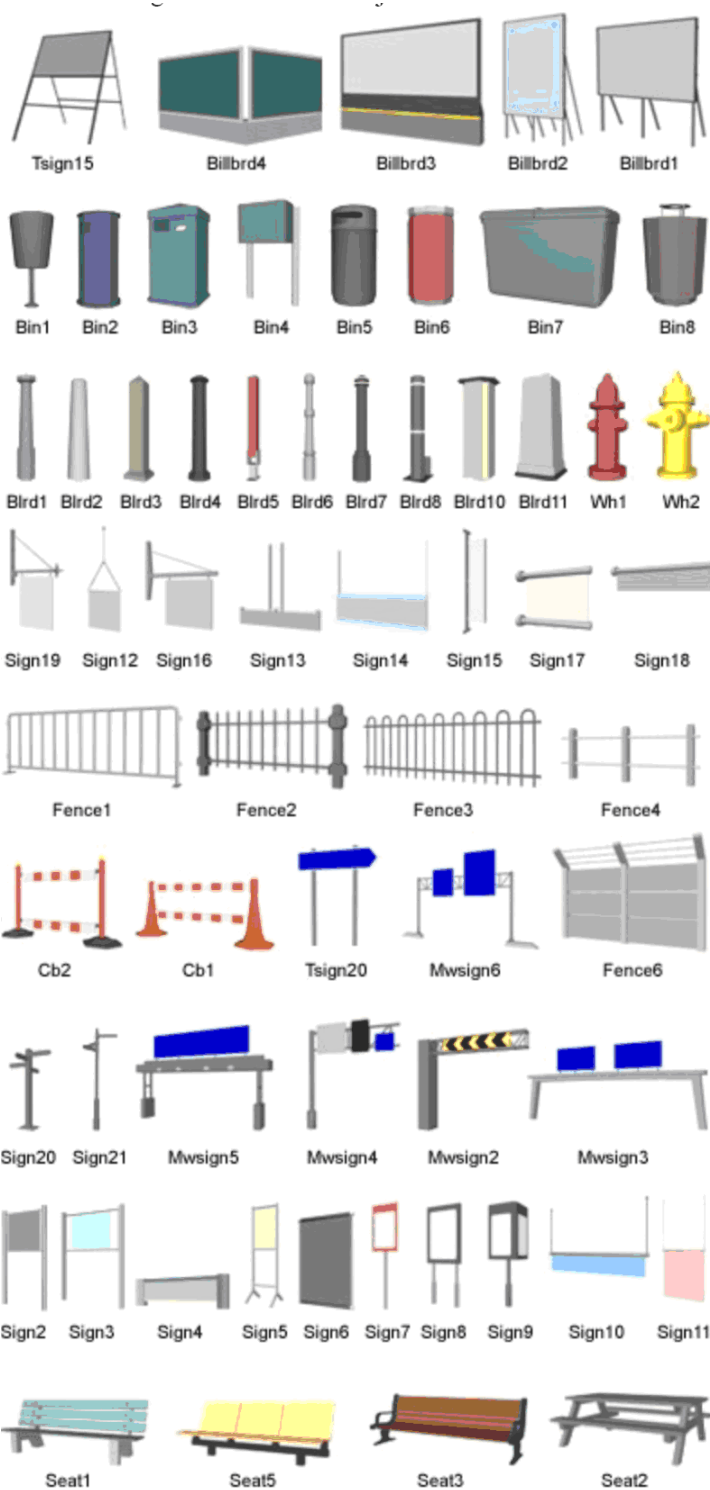 Tsign15 Billbrd4 Billbrd3 Billbrd2 Billbrd1
Bin1 Bin2 Bin3 Bin4 Bin5 Bin6 Bin7 Bin8
Blrd1 Blrd2 Blrd3 Blrd4 Blrd5 Blrd6 Blrd7 Blrd8 Blrd10 Blrd11 Wh1 Wh2
Sign19 Sign12 Sign16 Sign13 Sign14 Sign15 Sign17 Sign18
Fence1 Fence2 Fence3 Fence4
Cb2 Cb1 Tsign20 Mwsign6 Fence6
Sign20 Sign21 Mwsign5 Mwsign4 Mwsign2 Mwsign3
Sign2 Sign3 Sign4 Sign5 Sign6 Sign7 Sign8 Sign9 Sign10 Sign11
Seat1 Seat5 Seat3 Seat2